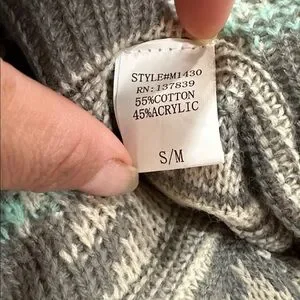 STYLE#M1430
RN: 137839
55%COTTON
45%ACRYLIC
S/M